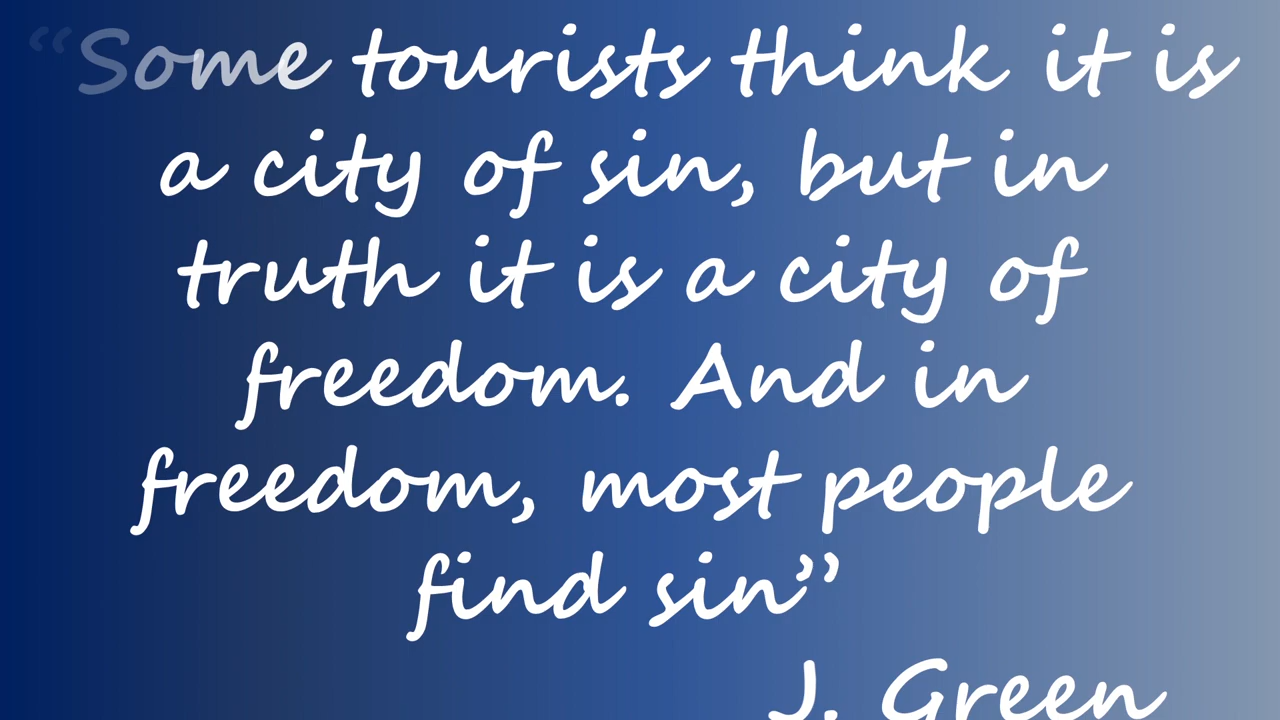 “Some tourists think it is
a city of sin, but in
truth it is a city of
freedom. And in
freedom, most people
find sin”
J. Green